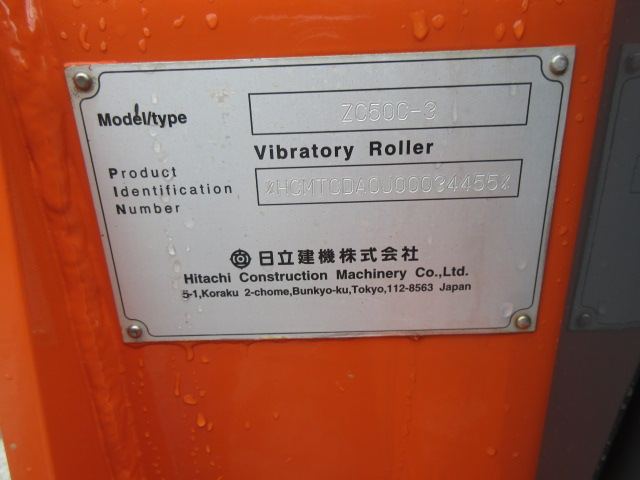 Model/type
ZC50C-3
Vibratory Roller
Product
Identification
Number
*HCMTCDA0J00034455*
日立建機株式会社
Hitachi Construction Machinery Co.,Ltd.
5-1,Koraku 2-chome,Bunkyo-ku,Tokyo,112-8563 Japan